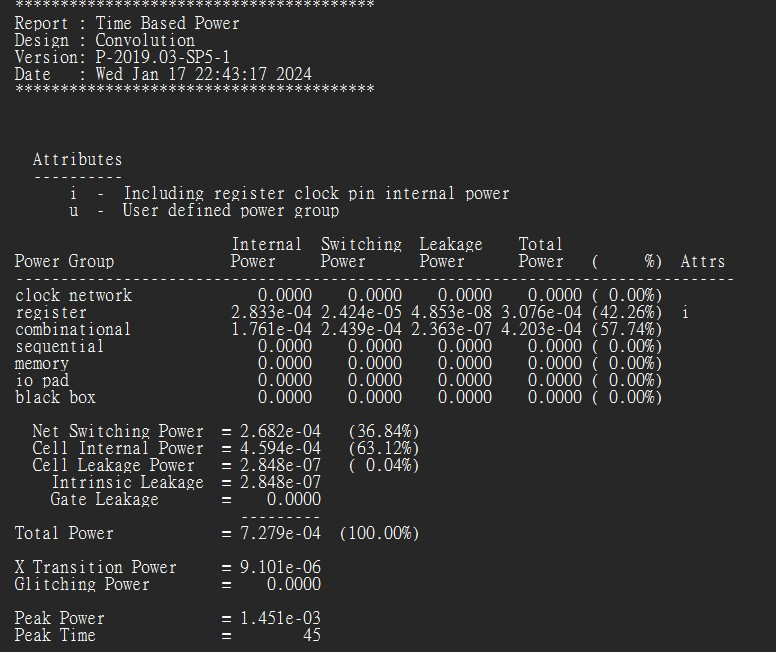 ****************************************
Report : Time Based Power
Design : Convolution
Version: P-2019.03-SP5-1
Date   : Wed Jan 17 22:43:17 2024
****************************************
  Attributes
  ----------
      i  -  Including register clock pin internal power
      u  -  User defined power group
                        Internal  Switching  Leakage    Total
Power Group             Power     Power      Power      Power   (     %)  Attrs
--------------------------------------------------------------------------------
clock network              0.0000    0.0000    0.0000    0.0000 ( 0.00%)
register                2.833e-04 2.424e-05 4.853e-08 3.076e-04 (42.26%)  i
combinational           1.761e-04 2.439e-04 2.363e-07 4.203e-04 (57.74%)
sequential                 0.0000    0.0000    0.0000    0.0000 ( 0.00%)
memory                     0.0000    0.0000    0.0000    0.0000 ( 0.00%)
io pad                     0.0000    0.0000    0.0000    0.0000 ( 0.00%)
black box                  0.0000    0.0000    0.0000    0.0000 ( 0.00%)
  Net Switching Power  = 2.682e-04   (36.84%)
  Cell Internal Power  = 4.594e-04   (63.12%)
  Cell Leakage Power   = 2.848e-07   ( 0.04%)
    Intrinsic Leakage  = 2.848e-07
    Gate Leakage       =    0.0000
                         ---------
Total Power            = 7.279e-04  (100.00%)
X Transition Power     = 9.101e-06
Glitching Power        =    0.0000
Peak Power             = 1.451e-03
Peak Time              =        45